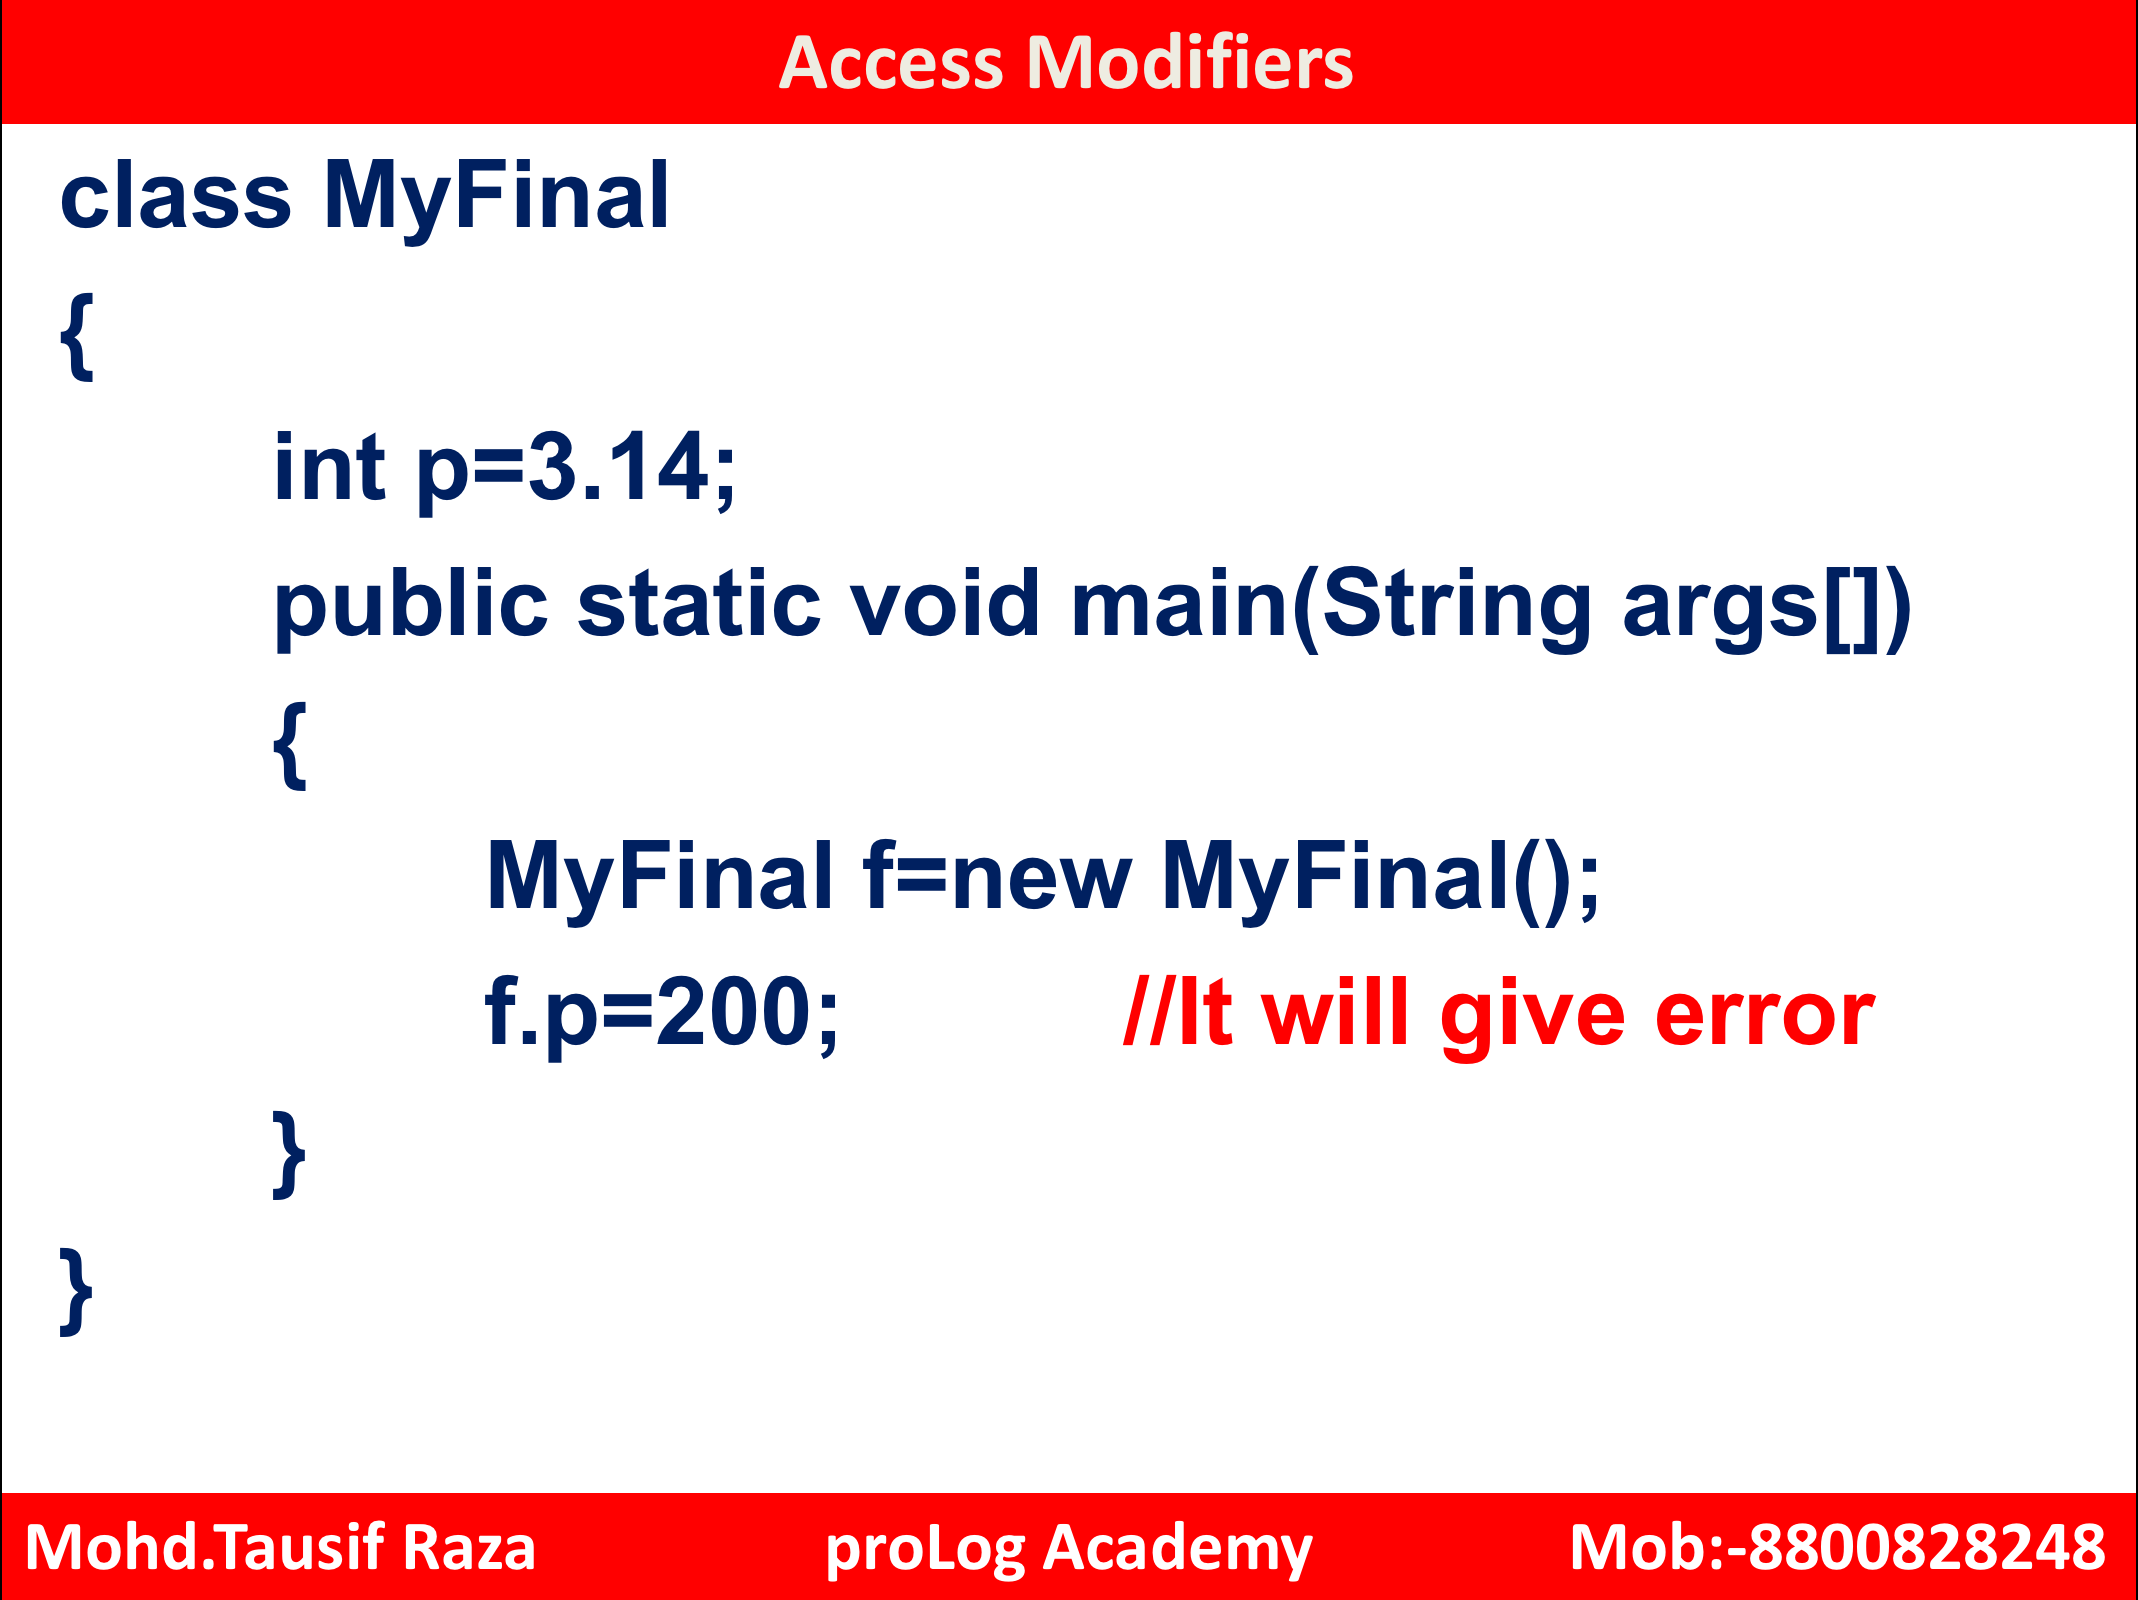 Access Modifiers
class MyFinal
{
int p=3.14;
public static void main(String args[])
{
MyFinal f=new MyFinal();
f.p=200; //It will give error
}
}
Mohd.Tausif Raza proLog Academy Mob:-8800828248